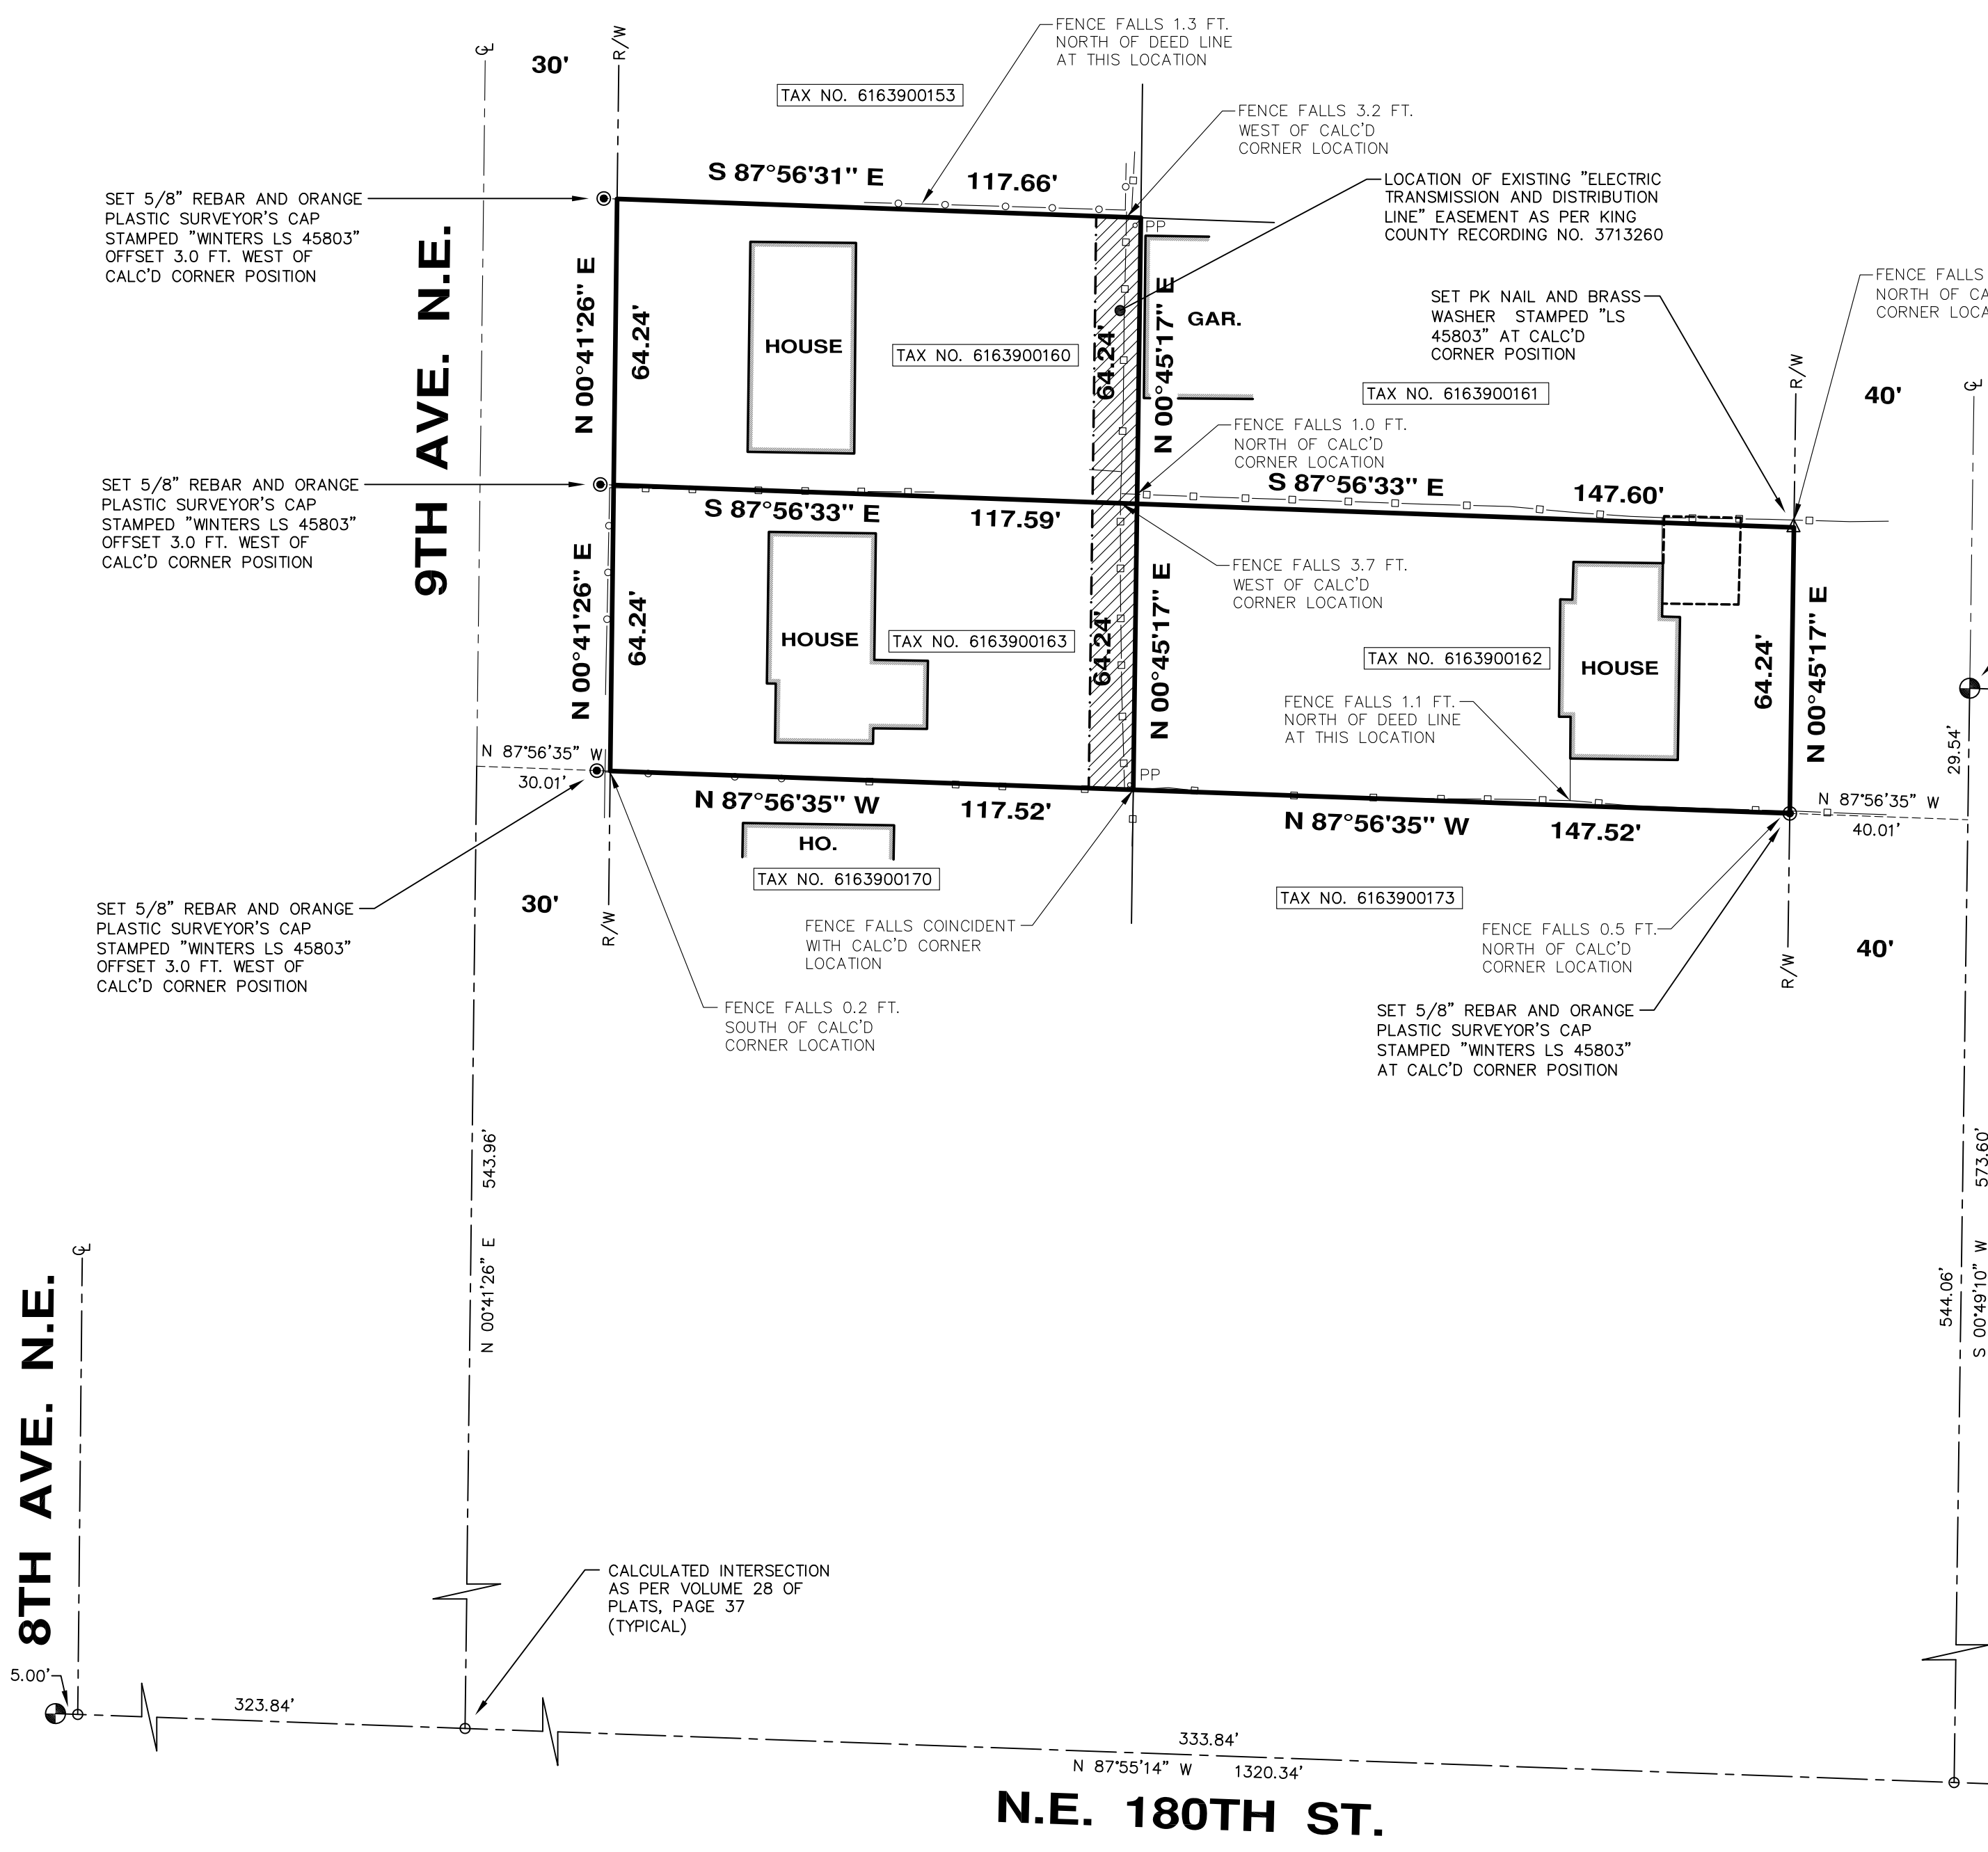 FENCE FALLS 1.3 FT.
NORTH OF DEED LINE
AT THIS LOCATION
℄
R/W
30'
TAX NO. 6163900153
FENCE FALLS 3.2 FT.
WEST OF CALC'D
CORNER LOCATION
S 87°56'31" E
117.66'
LOCATION OF EXISTING "ELECTRIC
TRANSMISSION AND DISTRIBUTION
LINE" EASEMENT AS PER KING
COUNTY RECORDING NO. 3713260
SET 5/8" REBAR AND ORANGE
PLASTIC SURVEYOR'S CAP
STAMPED "WINTERS LS 45803"
OFFSET 3.0 FT. WEST OF
CALC'D CORNER POSITION
PP
9TH AVE. N.E.
N 00°41'26" E
64.24'
HOUSE
TAX NO. 6163900160
64.24'
N 00°45'17" E
GAR.
SET PK NAIL AND BRASS
WASHER STAMPED "LS
45803" AT CALC'D
CORNER POSITION
FENCE FALLS
NORTH OF
CORNER
R/W
TAX NO. 6163900161
40'
℄
FENCE FALLS 1.0 FT.
NORTH OF CALC'D
CORNER LOCATION
SET 5/8" REBAR AND ORANGE
PLASTIC SURVEYOR'S CAP
STAMPED "WINTERS LS 45803"
OFFSET 3.0 FT. WEST OF
CALC'D CORNER POSITION
S 87°56'33" E
147.60'
S 87°56'33" E
117.59'
FENCE FALLS 3.7 FT.
WEST OF CALC'D
CORNER LOCATION
N 00°41'26" E
64.24'
HOUSE
TAX NO. 6163900163
64.24'
N 00°45'17" E
TAX NO. 6163900162
HOUSE
64.24'
N 00°45'17" E
FENCE FALLS 1.1 FT.
NORTH OF DEED LINE
AT THIS LOCATION
29.54'
N 87°56'35" W
30.01'
PP
N 87°56'35" W
117.52'
N 87°56'35" W
147.52'
N 87°56'35" W
40.01'
HO.
TAX NO. 6163900170
TAX NO. 6163900173
SET 5/8" REBAR AND ORANGE
PLASTIC SURVEYOR'S CAP
STAMPED "WINTERS LS 45803"
OFFSET 3.0 FT. WEST OF
CALC'D CORNER POSITION
30'
R/W
FENCE FALLS COINCIDENT
WITH CALC'D CORNER
LOCATION
FENCE FALLS 0.5 FT.
NORTH OF CALC'D
CORNER LOCATION
R/W
40'
FENCE FALLS 0.2 FT.
SOUTH OF CALC'D
CORNER LOCATION
SET 5/8" REBAR AND ORANGE
PLASTIC SURVEYOR'S CAP
STAMPED "WINTERS LS 45803"
AT CALC'D CORNER POSITION
543.96'
N 00°41'26" E
573.60'
S 00°49'10" W
544.06'
℄
8TH AVE. N.E.
CALCULATED INTERSECTION
AS PER VOLUME 28 OF
PLATS, PAGE 37
(TYPICAL)
5.00'
323.84'
333.84'
N 87°55'14" W 1320.34'
N.E. 180TH ST.